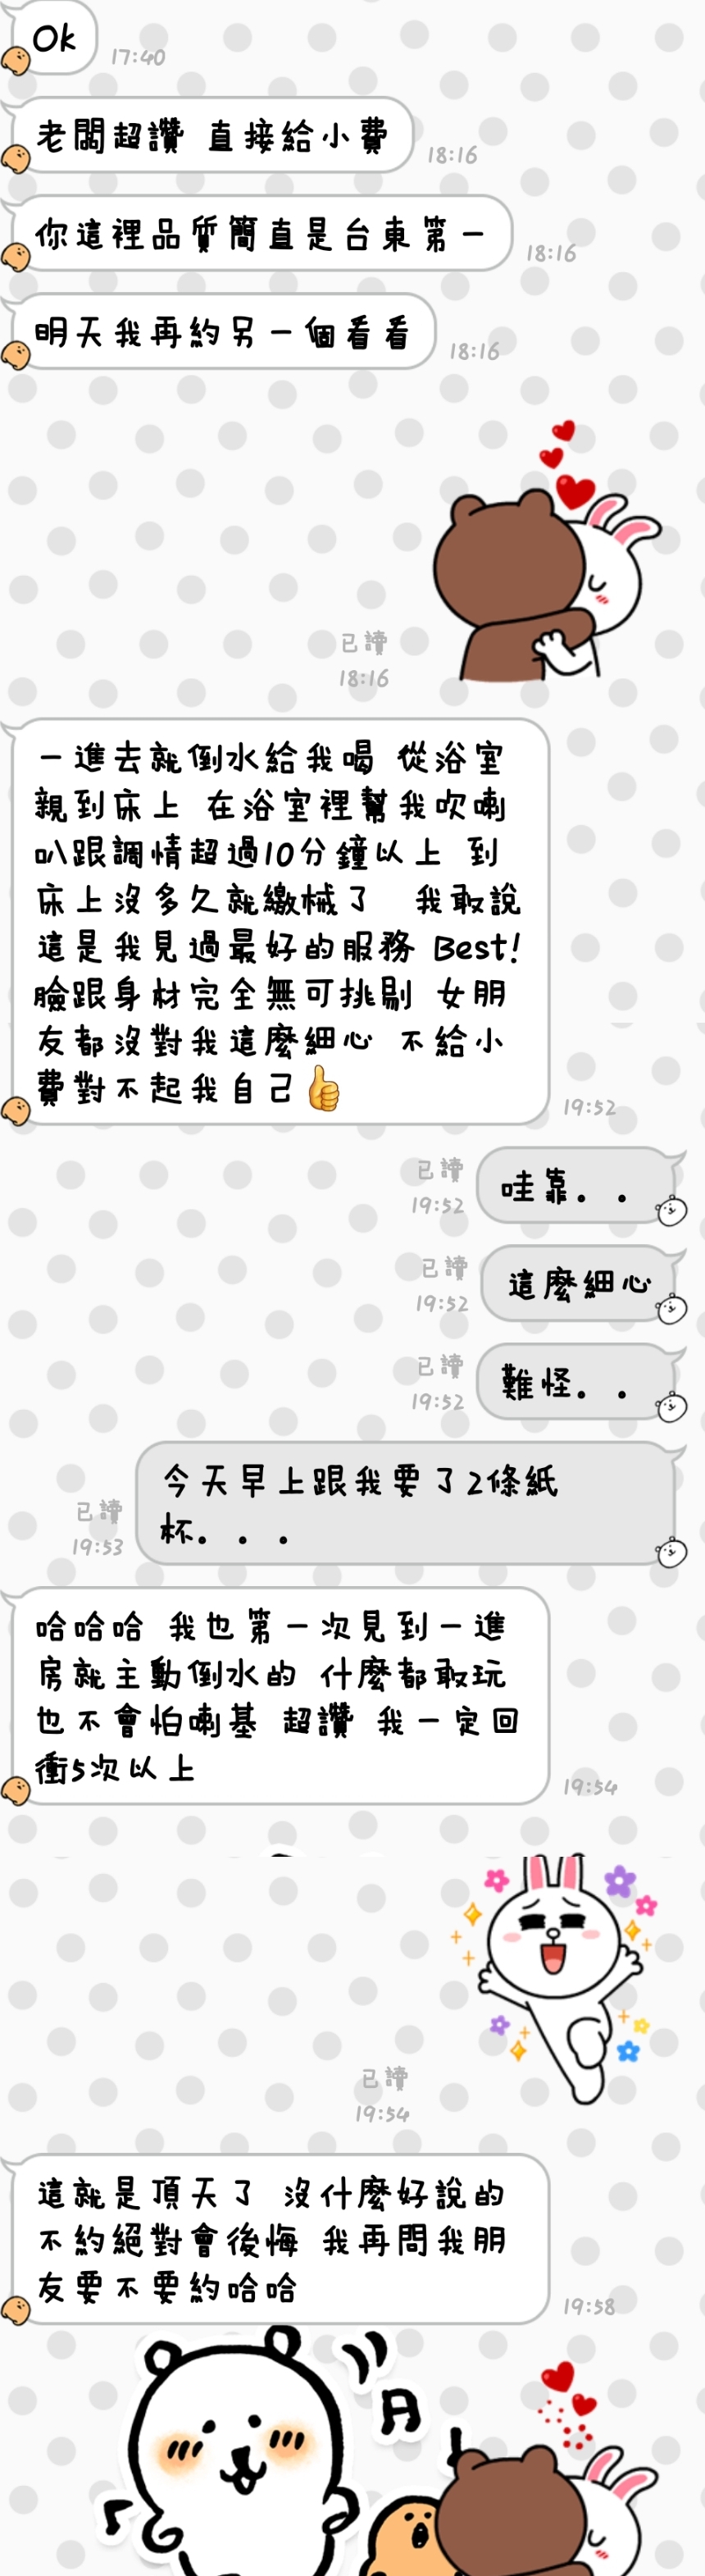 Ok
17:40
老闆超讚 直接給小費
18:16
你這裡品質簡直是台東第一
18:16
明天我再約另一個看看
18:16
已讀
18:16
一進去就倒水給我喝 從浴室
親到床上 在浴室裡幫我吹喇
叭跟調情超過10分鐘以上 到
床上沒多久就繳械了 我敢說
這是我見過最好的服務 Best!
臉跟身材完全無可挑剔 女朋
友都沒對我這麼細心 不給小
費對不起我自己👍
19:52
已讀
19:52
哇靠..
已讀
19:52
這麼細心
已讀
19:52
難怪..
今天早上跟我要了2條紙
杯...
已讀
19:53
哈哈哈 我也第一次見到一進
房就主動倒水的 什麼都敢玩
也不會怕喇基 超讚 我一定回
衝5次以上
19:54
已讀
19:54
這就是頂天了 沒什麼好說的
不約絕對會後悔 我再問我朋
友要不要約哈哈
19:58